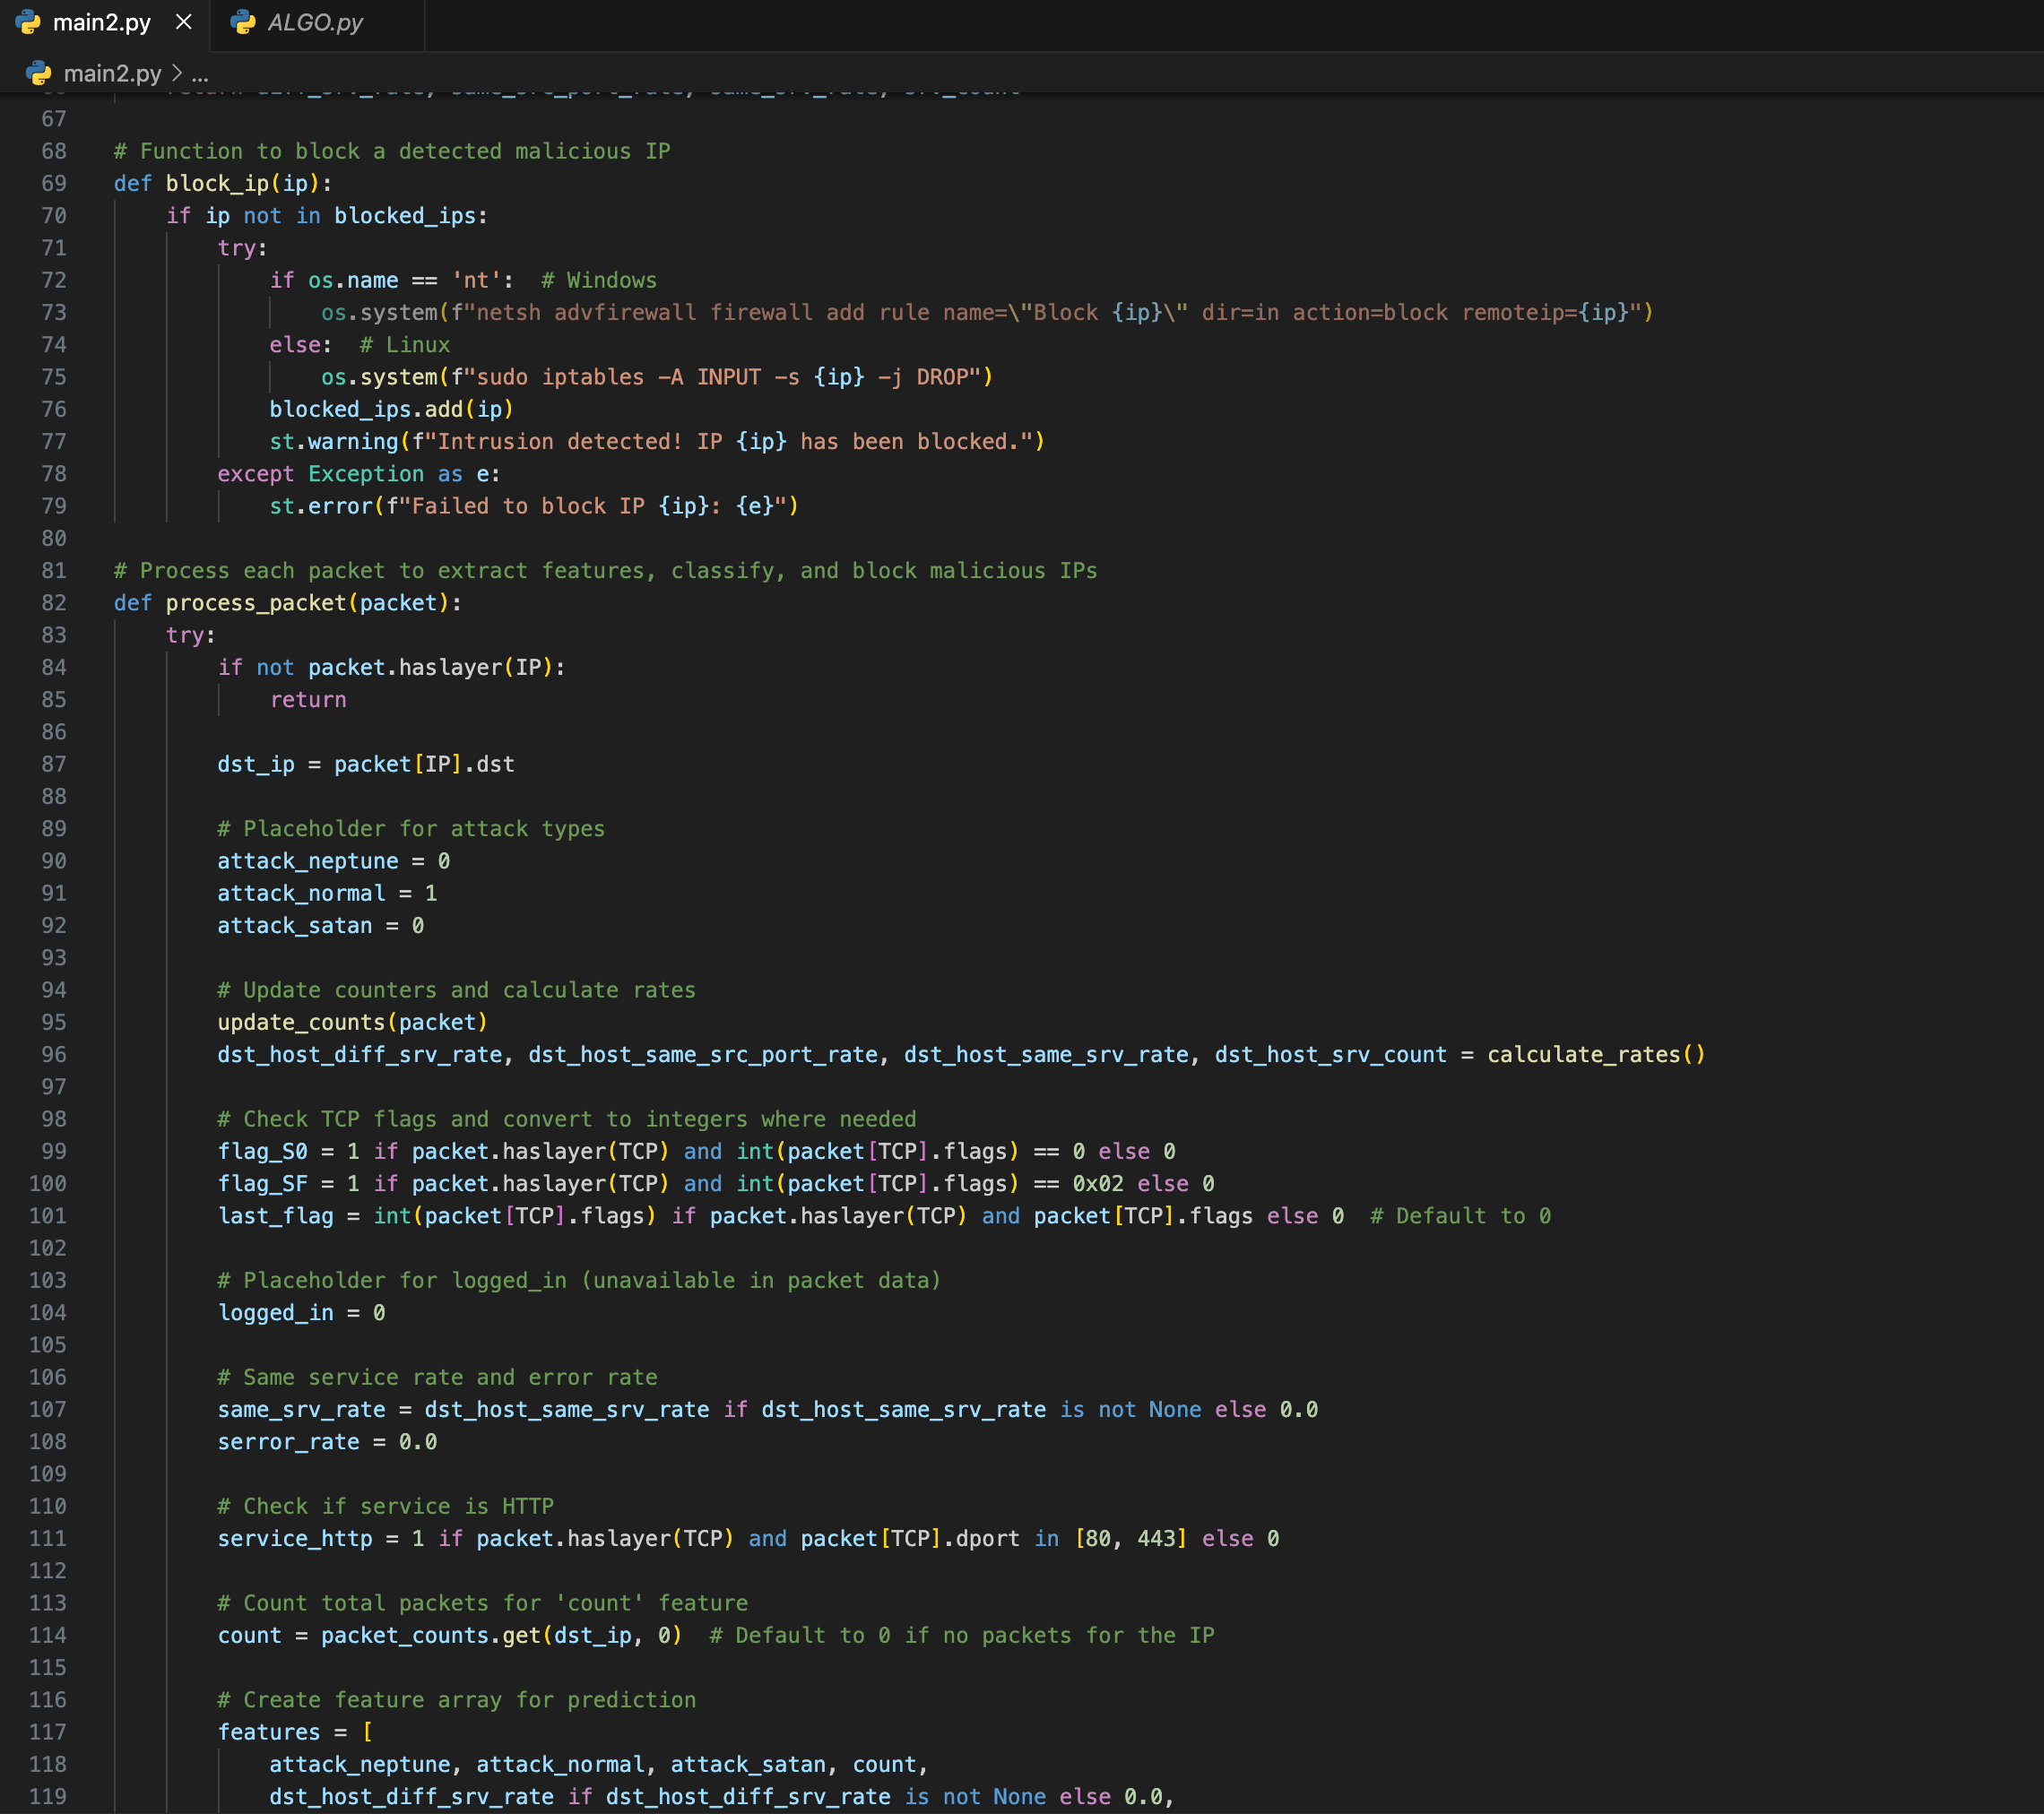 main2.py
ALGO.py
main2.py > ...
67
68 # Function to block a detected malicious IP
69 def block_ip(ip):
70     if ip not in blocked_ips:
71         try:
72             if os.name == 'nt':  # Windows
73                 os.system(f"netsh advfirewall firewall add rule name=\"Block {ip}\" dir=in action=block remoteip={ip}")
74             else:  # Linux
75                 os.system(f"sudo iptables -A INPUT -s {ip} -j DROP")
76             blocked_ips.add(ip)
77             st.warning(f"Intrusion detected! IP {ip} has been blocked.")
78         except Exception as e:
79             st.error(f"Failed to block IP {ip}: {e}")
80
81 # Process each packet to extract features, classify, and block malicious IPs
82 def process_packet(packet):
83     try:
84         if not packet.haslayer(IP):
85             return
86
87         dst_ip = packet[IP].dst
88
89         # Placeholder for attack types
90         attack_neptune = 0
91         attack_normal = 1
92         attack_satan = 0
93
94         # Update counters and calculate rates
95         update_counts(packet)
96         dst_host_diff_srv_rate, dst_host_same_src_port_rate, dst_host_same_srv_rate, dst_host_srv_count = calculate_rates()
97
98         # Check TCP flags and convert to integers where needed
99         flag_S0 = 1 if packet.haslayer(TCP) and int(packet[TCP].flags) == 0 else 0
100         flag_SF = 1 if packet.haslayer(TCP) and int(packet[TCP].flags) == 0x02 else 0
101         last_flag = int(packet[TCP].flags) if packet.haslayer(TCP) and packet[TCP].flags else 0  # Default to 0
102
103         # Placeholder for logged_in (unavailable in packet data)
104         logged_in = 0
105
106         # Same service rate and error rate
107         same_srv_rate = dst_host_same_srv_rate if dst_host_same_srv_rate is not None else 0.0
108         serror_rate = 0.0
109
110         # Check if service is HTTP
111         service_http = 1 if packet.haslayer(TCP) and packet[TCP].dport in [80, 443] else 0
112
113         # Count total packets for 'count' feature
114         count = packet_counts.get(dst_ip, 0)  # Default to 0 if no packets for the IP
115
116         # Create feature array for prediction
117         features = [
118             attack_neptune, attack_normal, attack_satan, count,
119             dst_host_diff_srv_rate if dst_host_diff_srv_rate is not None else 0.0,